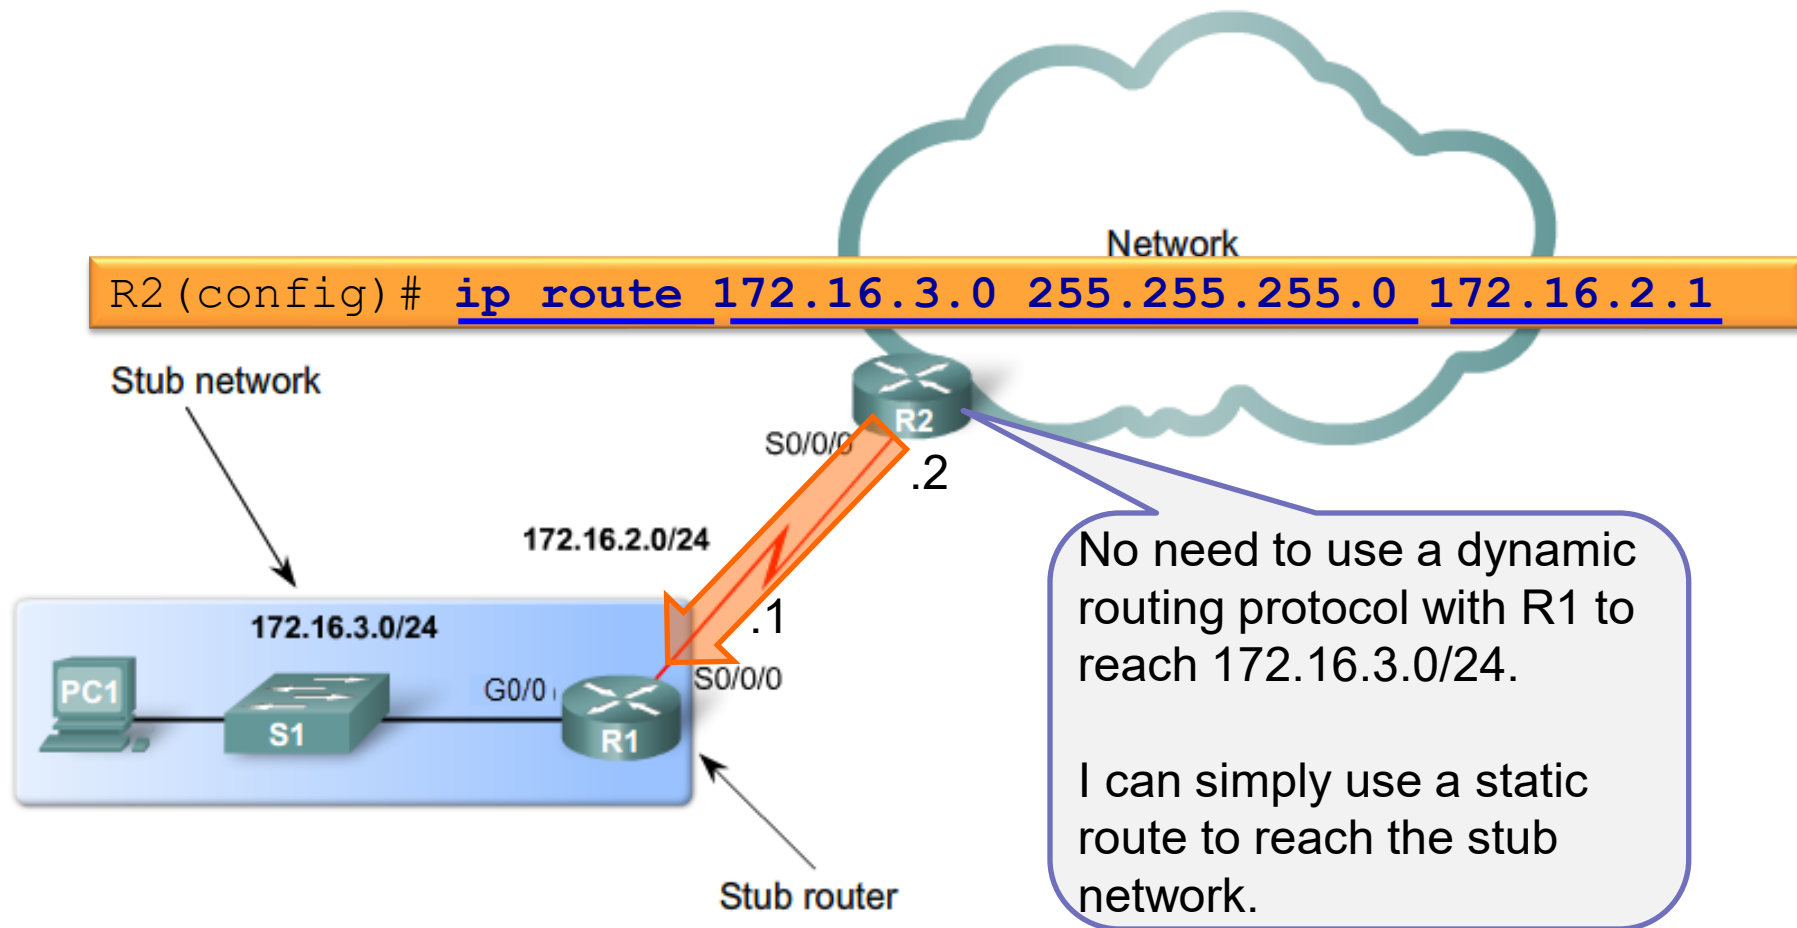 Network
R2(config)# ip route 172.16.3.0 255.255.255.0 172.16.2.1
Stub network
R2
S0/0/0
.2
172.16.2.0/24
No need to use a dynamic
routing protocol with R1 to
reach 172.16.3.0/24.
I can simply use a static
route to reach the stub
network.
.1
172.16.3.0/24
S0/0/0
PC1
G0/0
S1
R1
Stub router